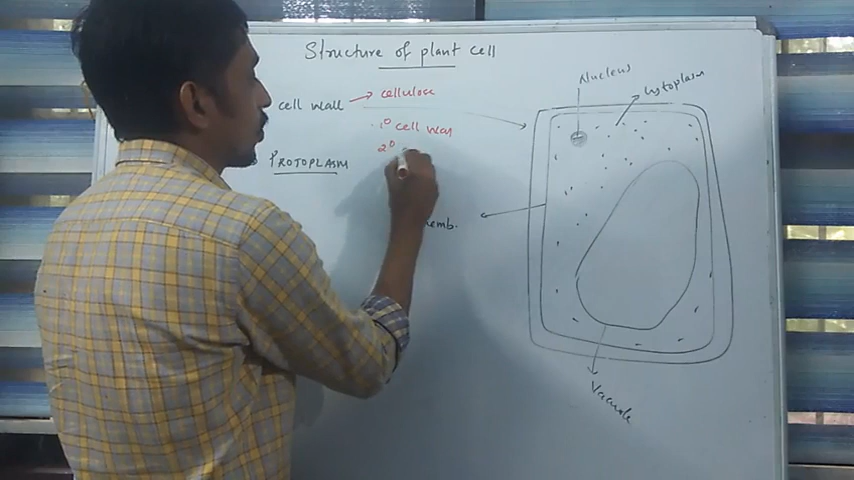 Structure of plant cell
Nucleus
cytoplasm
cell wall → cellulose
1° cell wall
2°
PROTOPLASM
memb.
Vacuole